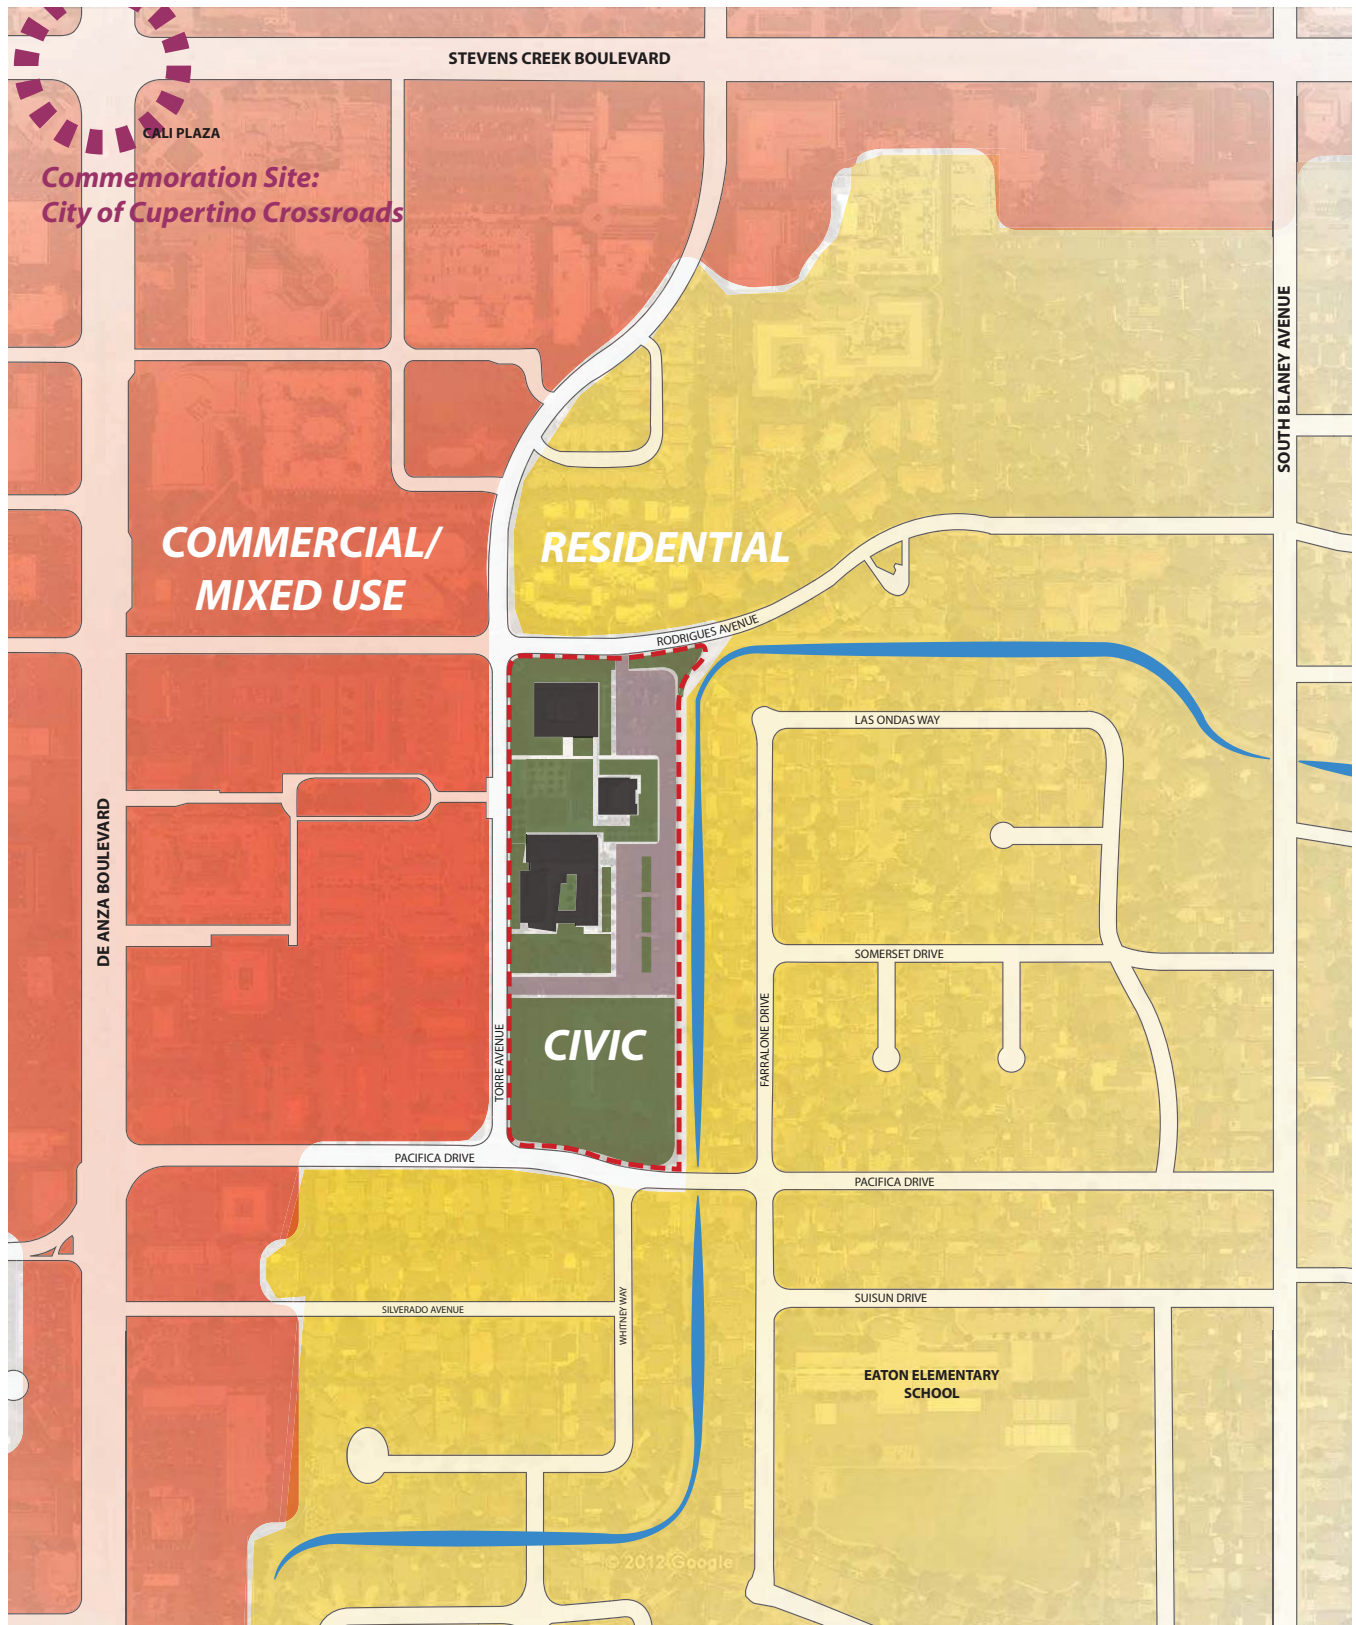 STEVENS CREEK BOULEVARD
CALI PLAZA
Commemoration Site:
City of Cupertino Crossroads
SOUTH BLANEY AVENUE
COMMERCIAL/
MIXED USE
RESIDENTIAL
RODRIGUES AVENUE
LAS ONDAS WAY
DE ANZA BOULEVARD
SOMERSET DRIVE
FARRALONE DRIVE
TORRE AVENUE
CIVIC
PACIFICA DRIVE
PACIFICA DRIVE
SUISUN DRIVE
SILVERADO AVENUE
WHITNEY WAY
EATON ELEMENTARY
SCHOOL
© 2012 Google